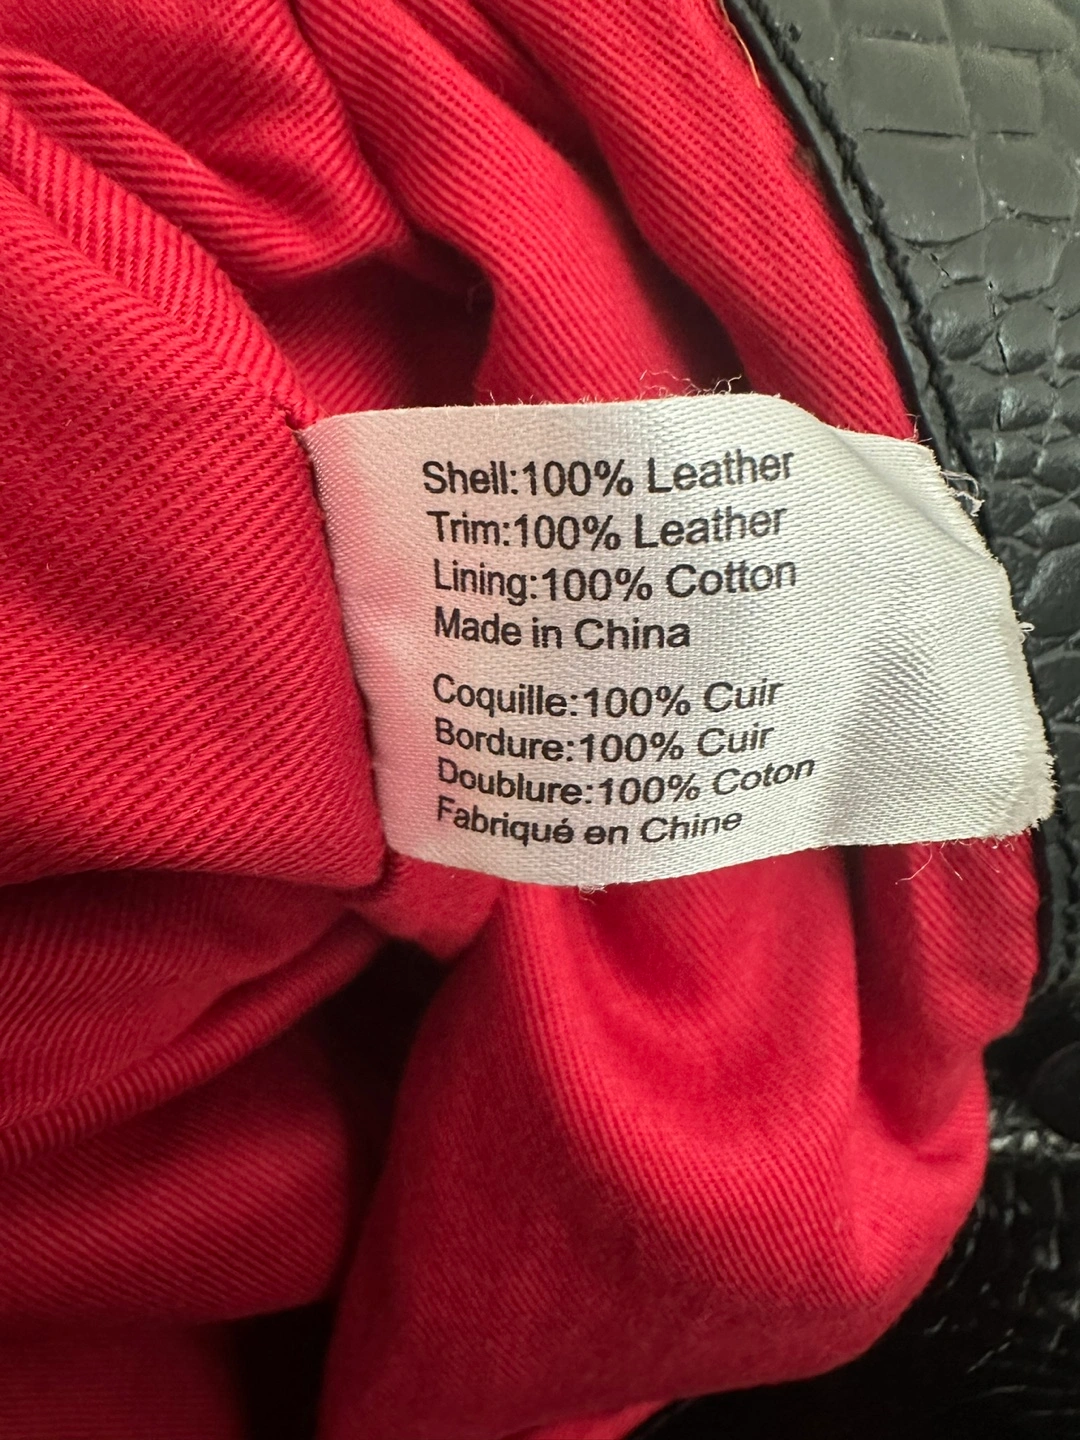 Shell:100% Leather
Trim:100% Leather
Lining:100% Cotton
Made in China
Coquille:100% Cuir
Bordure:100% Cuir
Doublure:100% Coton
Fabriqué en Chine